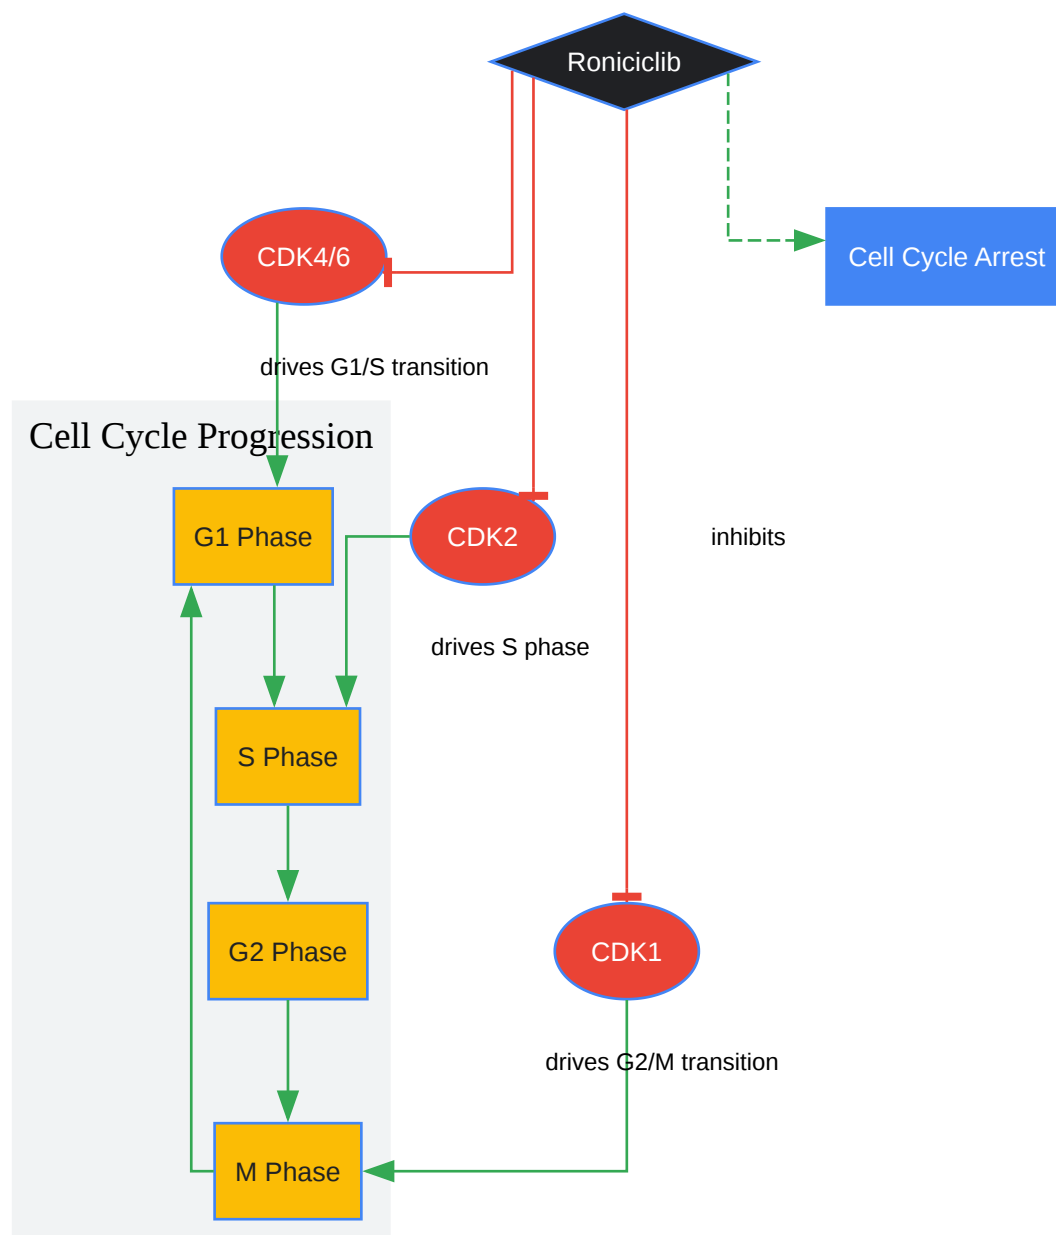 Roniciclib
CDK4/6
Cell Cycle Arrest
drives G1/S transition
Cell Cycle Progression
G1 Phase
CDK2
inhibits
drives S phase
S Phase
G2 Phase
CDK1
drives G2/M transition
M Phase